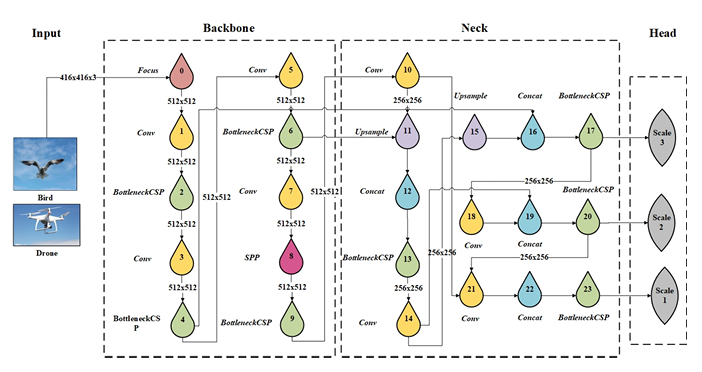 Input
Backbone
Neck
Head
416x416x3
Focus
0
512x512
Conv
1
512x512
BottleneckCSP
2
512x512
Conv
3
512x512
BottleneckCS
P
4
512x512
Conv
5
512x512
BottleneckCSP
6
512x512
Conv
7
512x512
SPP
8
512x512
BottleneckCSP
9
512x512
Conv
10
256x256
Upsample
11
Concat
12
BottleneckCSP
13
256x256
Conv
14
256x256
Upsample
15
Concat
16
BottleneckCSP
17
256x256
18
Conv
19
Concat
BottleneckCSP
20
256x256
21
Conv
22
Concat
23
BottleneckCSP
Scale
3
Scale
2
Scale
1
Bird
Drone